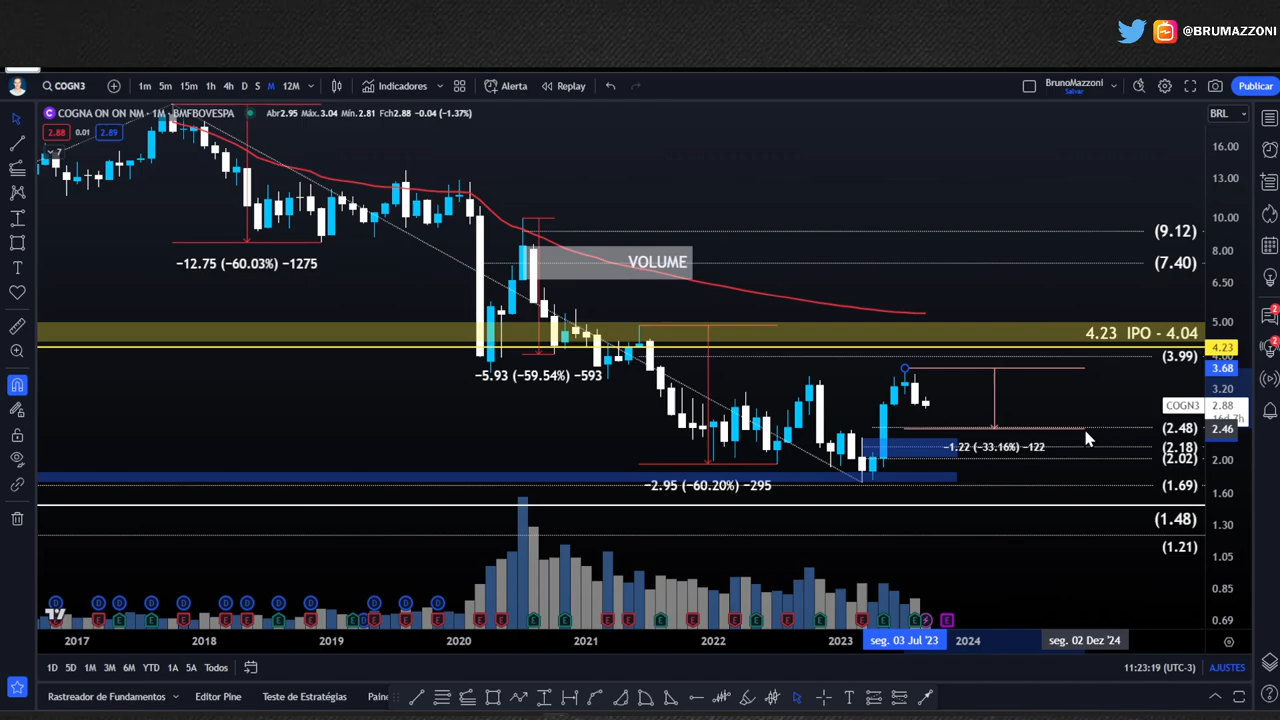 @BRUMAZZONI
COGN3 1m 5m 15m 1h 4h D S M 12M Indicadores Alerta Replay BrunoMazzoni Salvar Publicar
COGNA ON ON NM · 1M · BMFBOVESPA Abr2.95 Máx.3.04 Mín.2.81 Fch2.88 −0.04 (−1.37%) BRL
2.88 0.01 2.89
7
16.00
13.00
10.00
(9.12)
8.00
VOLUME
(7.40)
−12.75 (−60.03%) −1275
6.50
5.00
4.23 IPO - 4.04
4.23
(3.99)
3.68
−5.93 (−59.54%) −593
3.20
COGN3 2.88
(2.48) 2.46
−1.22 (−33.16%) −122
(2.18)
(2.02) 2.00
−2.95 (−60.20%) −295
(1.69)
1.60
(1.48)
1.30
(1.21)
1.05
0.85
0.69
2017 2018 2019 2020 2021 2022 2023 seg. 03 Jul '23 2024 seg. 02 Dez '24
1D 5D 1M 3M 6M YTD 1A 5A Todos 11:23:19 (UTC-3) AJUSTES
Rastreador de Fundamentos Editor Pine Teste de Estratégias